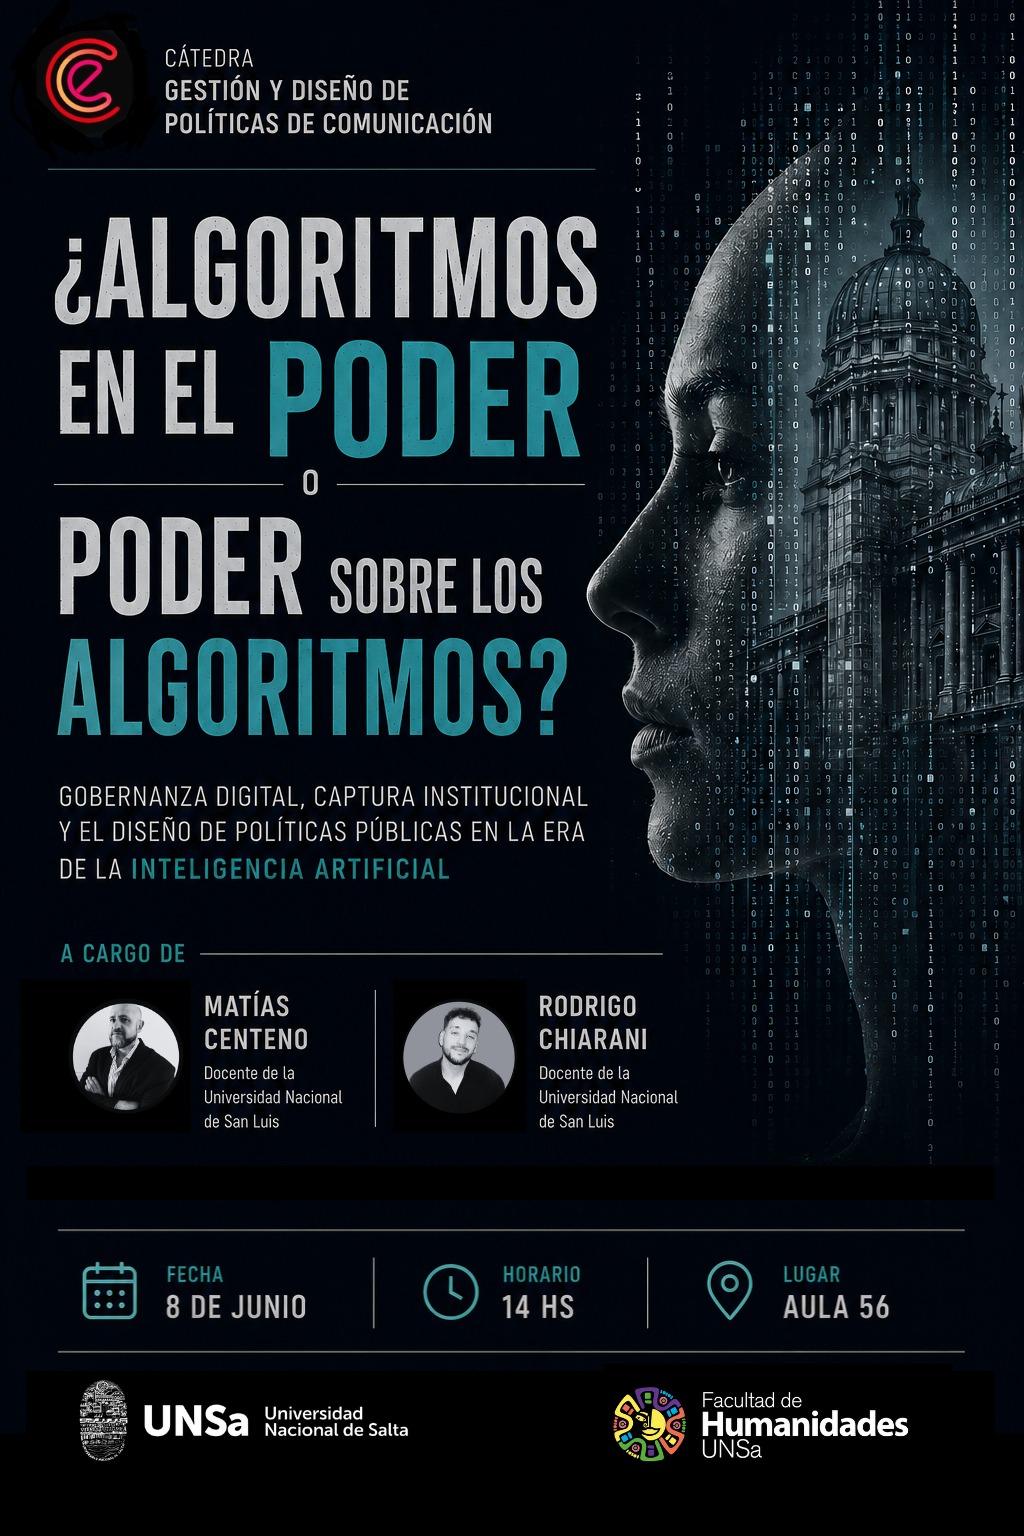 CÁTEDRA
GESTIÓN Y DISEÑO DE
POLÍTICAS DE COMUNICACIÓN
¿ALGORITMOS
EN EL PODER
O
PODER SOBRE LOS
ALGORITMOS?
GOBERNANZA DIGITAL, CAPTURA INSTITUCIONAL
Y EL DISEÑO DE POLÍTICAS PÚBLICAS EN LA ERA
DE LA INTELIGENCIA ARTIFICIAL
A CARGO DE
MATÍAS
CENTENO
Docente de la
Universidad Nacional
de San Luis
RODRIGO
CHIARANI
Docente de la
Universidad Nacional
de San Luis
FECHA
8 DE JUNIO
HORARIO
14 HS
LUGAR
AULA 56
UNSa
Universidad
Nacional de Salta
Facultad de
Humanidades
UNSa